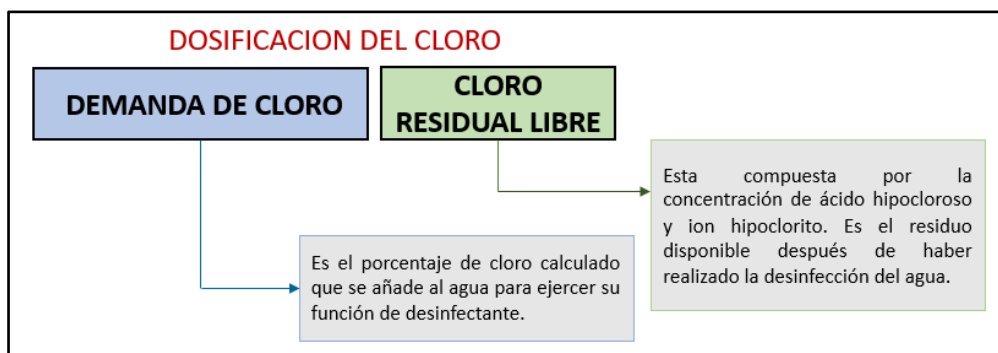 DOSIFICACION DEL CLORO
DEMANDA DE CLORO
CLORO
RESIDUAL LIBRE
Esta compuesta por la
concentración de ácido hipocloroso
y ion hipoclorito. Es el residuo
disponible después de haber
realizado la desinfección del agua.
Es el porcentaje de cloro calculado
que se añade al agua para ejercer su
función de desinfectante.